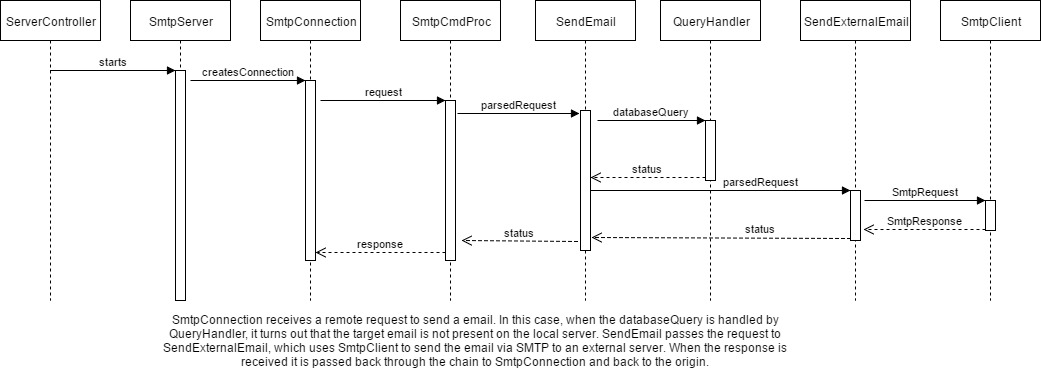 ServerController
SmtpServer
SmtpConnection
SmtpCmdProc
SendEmail
QueryHandler
SendExternalEmail
SmtpClient
starts
createsConnection
request
parsedRequest
databaseQuery
status
parsedRequest
SmtpRequest
SmtpResponse
status
status
response
SmtpConnection receives a remote request to send a email. In this case, when the databaseQuery is handled by
QueryHandler, it turns out that the target email is not present on the local server. SendEmail passes the request to
SendExternalEmail, which uses SmtpClient to send the email via SMTP to an external server. When the response is
received it is passed back through the chain to SmtpConnection and back to the origin.